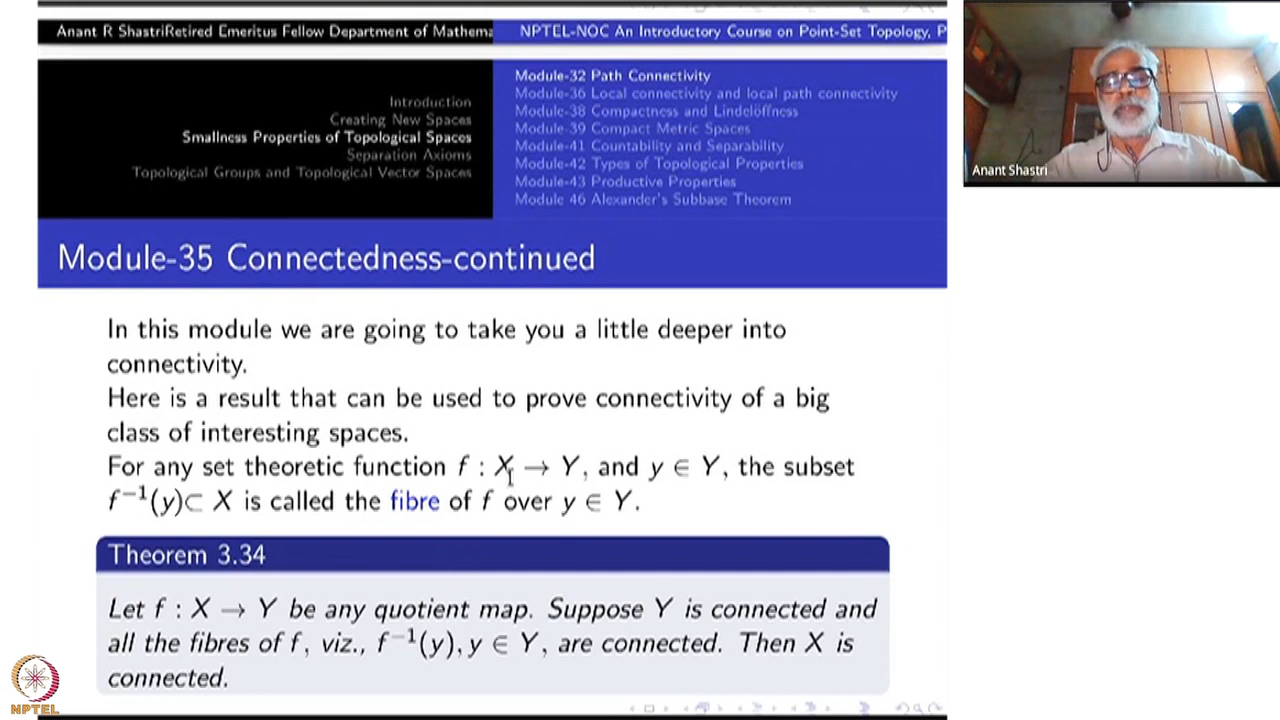 Anant R ShastriRetired Emeritus Fellow Department of Mathema
NPTEL-NOC An Introductory Course on Point-Set Topology, P
Introduction
Creating New Spaces
Smallness Properties of Topological Spaces
Separation Axioms
Topological Groups and Topological Vector Spaces
Module-32 Path Connectivity
Module-36 Local connectivity and local path connectivity
Module-38 Compactness and Lindelöffness
Module-39 Compact Metric Spaces
Module-41 Countability and Separability
Module-42 Types of Topological Properties
Module-43 Productive Properties
Module 46 Alexander's Subbase Theorem
Anant Shastri
Module-35 Connectedness-continued
In this module we are going to take you a little deeper into
connectivity.
Here is a result that can be used to prove connectivity of a big
class of interesting spaces.
For any set theoretic function f : X → Y, and y ∈ Y, the subset
f⁻¹(y)⊂ X is called the fibre of f over y ∈ Y.
Theorem 3.34
Let f : X → Y be any quotient map. Suppose Y is connected and
all the fibres of f, viz., f⁻¹(y), y ∈ Y, are connected. Then X is
connected.
NPTEL